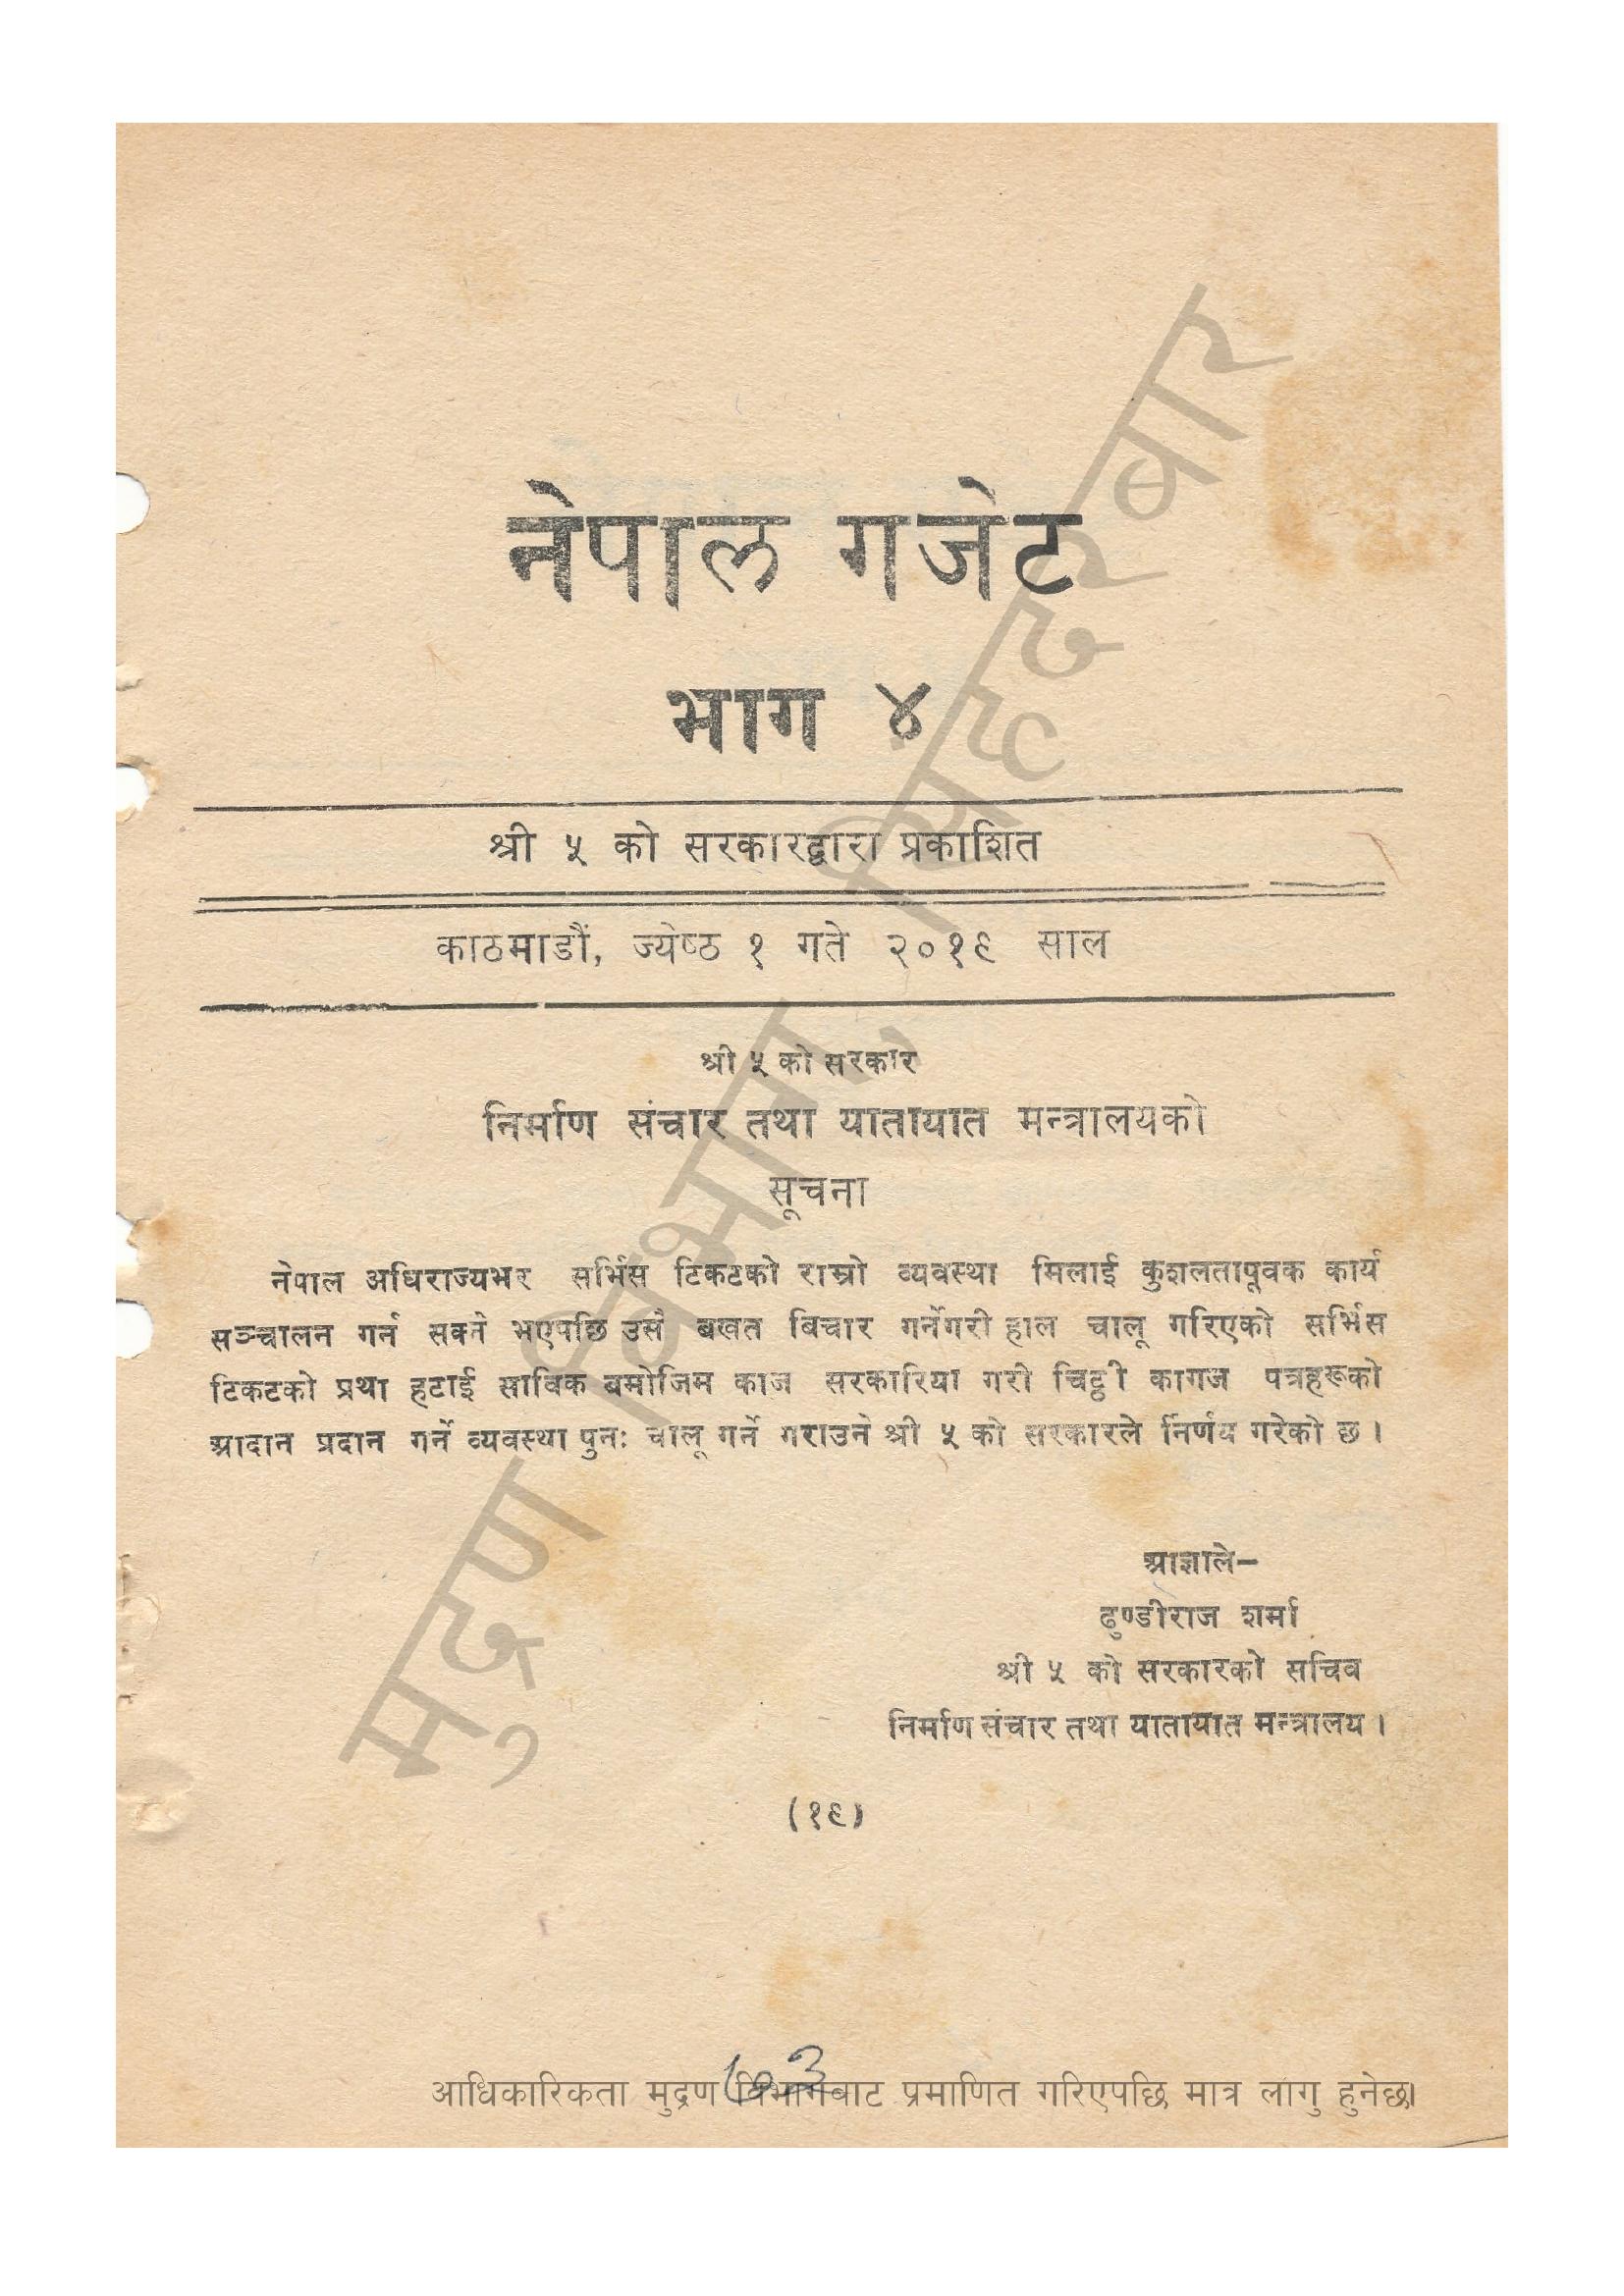 नेपाल गजेट
भाग ४
श्री ५ को सरकारद्वारा प्रकाशित
काठमाडौं, ज्येष्ठ १ गते २०१९ साल
श्री ५ को सरकार
निर्माण संचार तथा यातायात मन्त्रालयको
सूचना
नेपाल अधिराज्यभर सर्भिस टिकटको राम्रो व्यवस्था मिलाई कुशलतापूवक कार्य
सञ्चालन गर्न सक्ने भएपछि उसै बखत बिचार गर्नेगरी हाल चालू गरिएको सर्भिस
टिकटको प्रथा हटाई साविक बमोजिम काज सरकारिया गरी चिठ्ठी कागज पत्रहरूको
आदान प्रदान गर्ने व्यवस्था पुनः चालू गर्ने गराउने श्री ५ को सरकारले निर्णय गरेको छ ।
आज्ञाले—
ढुण्डीराज शर्मा
श्री ५ को सरकारको सचिव
निर्माण संचार तथा यातायात मन्त्रालय ।
(१९)
मुद्रण विभाग, सिंहदरबार
आधिकारिकता मुद्रण विभागबाट प्रमाणित गरिएपछि मात्र लागु हुनेछ।